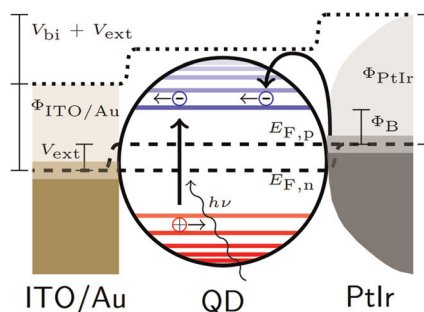 V_bi + V_ext
Φ_ITO/Au
V_ext
Φ_PtIr
Φ_B
E_F,p
E_F,n
hν
− ← ← −
+ →
ITO/Au QD PtIr